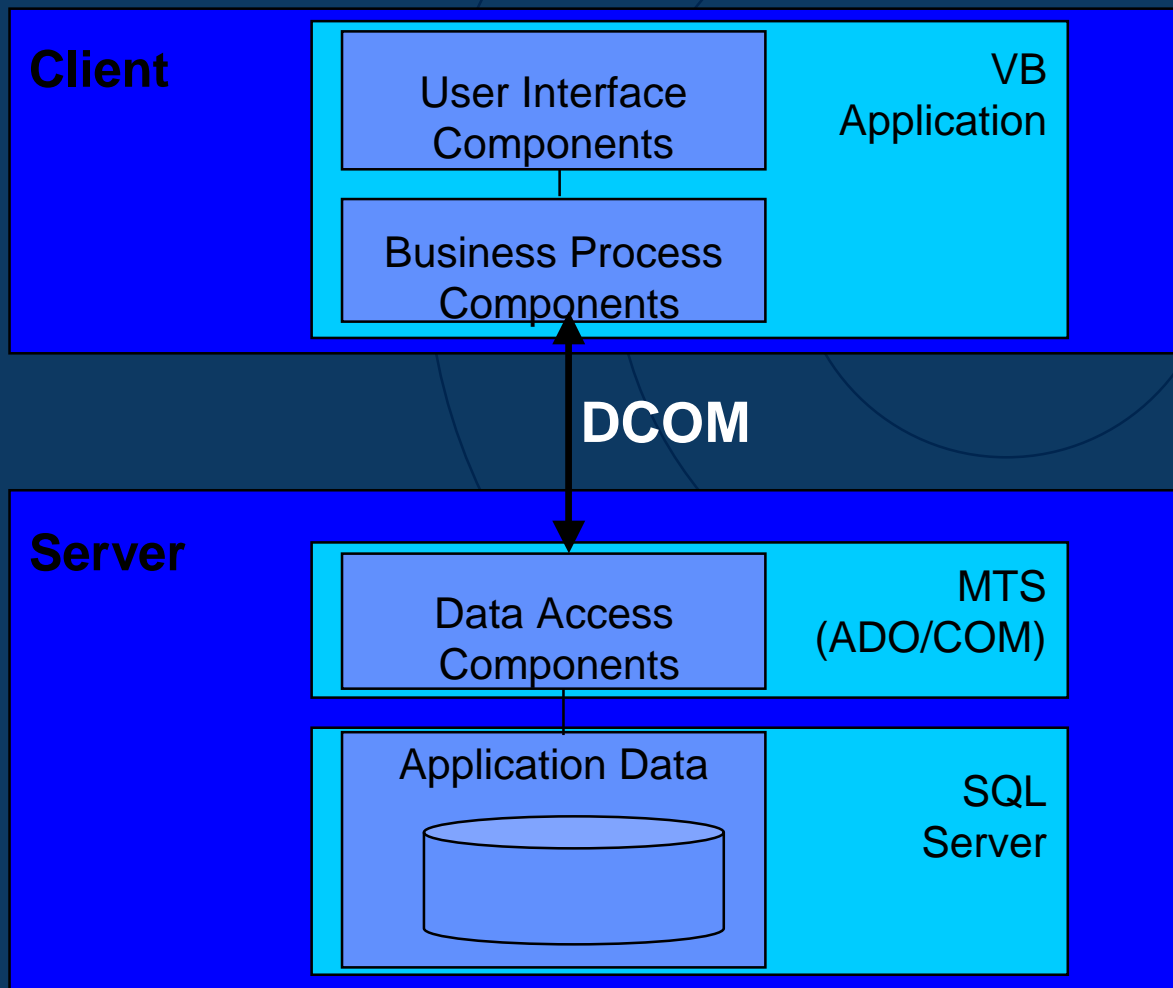 Client
User Interface
Components
VB
Application
Business Process
Components
DCOM
Server
Data Access
Components
MTS
(ADO/COM)
Application Data
SQL
Server